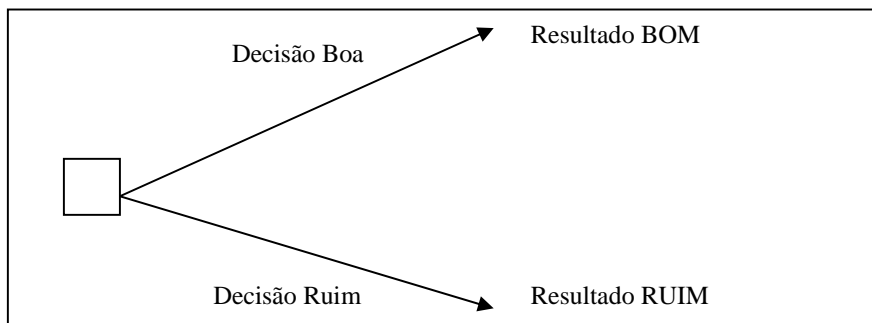 Decisão Boa
Resultado BOM
Decisão Ruim
Resultado RUIM